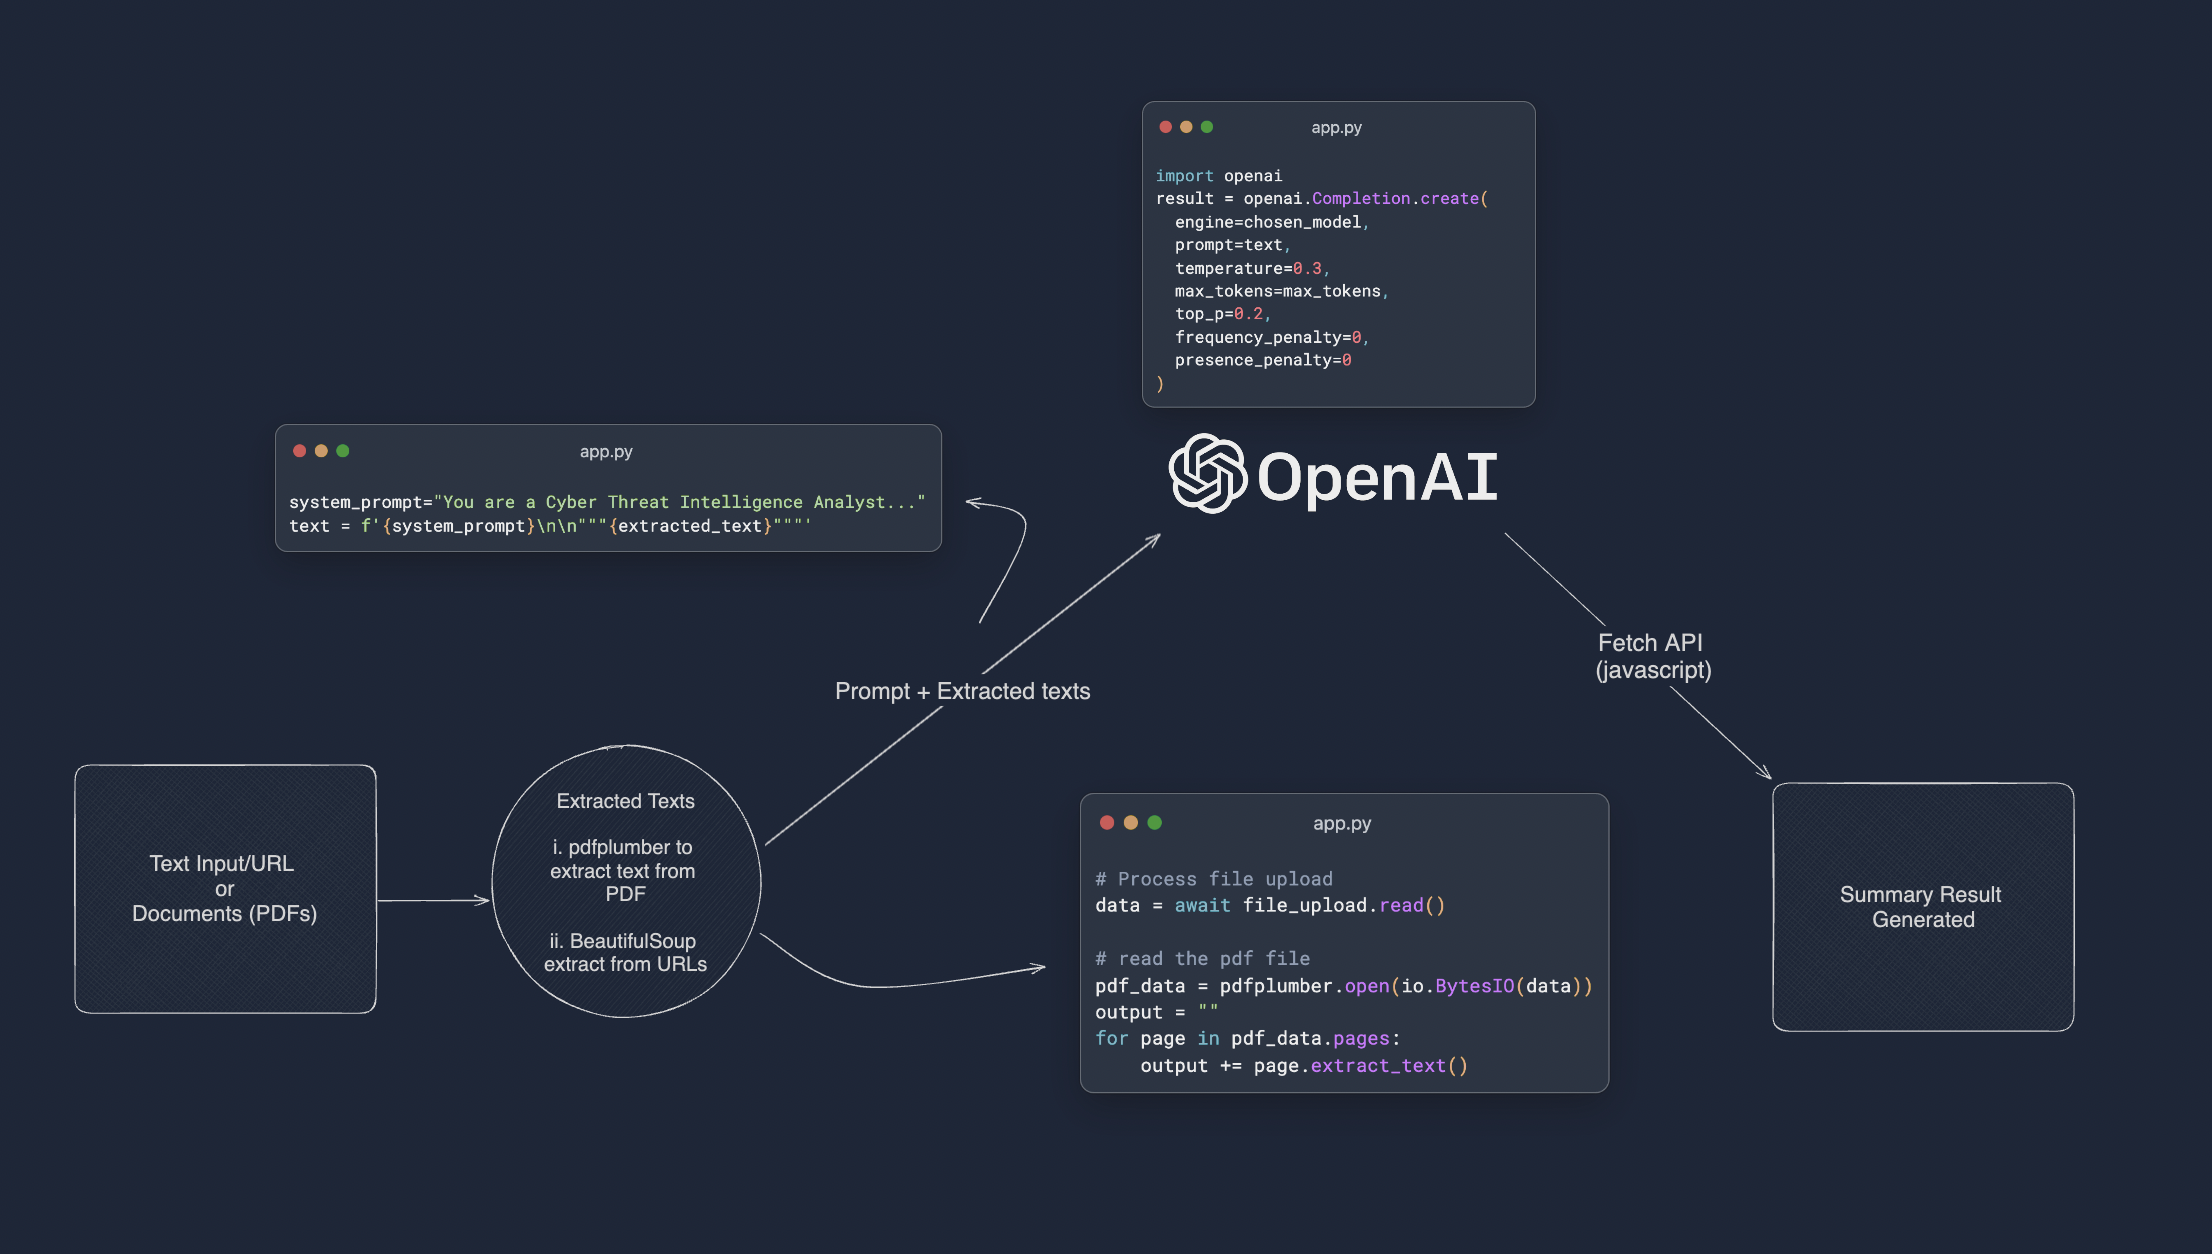 app.py
import openai
result = openai.Completion.create(
  engine=chosen_model,
  prompt=text,
  temperature=0.3,
  max_tokens=max_tokens,
  top_p=0.2,
  frequency_penalty=0,
  presence_penalty=0
)
OpenAI
app.py
system_prompt="You are a Cyber Threat Intelligence Analyst..."
text = f'{system_prompt}\n\n"""{extracted_text}"""'
Fetch API
(javascript)
Prompt + Extracted texts
Text Input/URL
or
Documents (PDFs)
Extracted Texts
i. pdfplumber to
extract text from
PDF
ii. BeautifulSoup
extract from URLs
app.py
# Process file upload
data = await file_upload.read()
# read the pdf file
pdf_data = pdfplumber.open(io.BytesIO(data))
output = ""
for page in pdf_data.pages:
    output += page.extract_text()
Summary Result
Generated